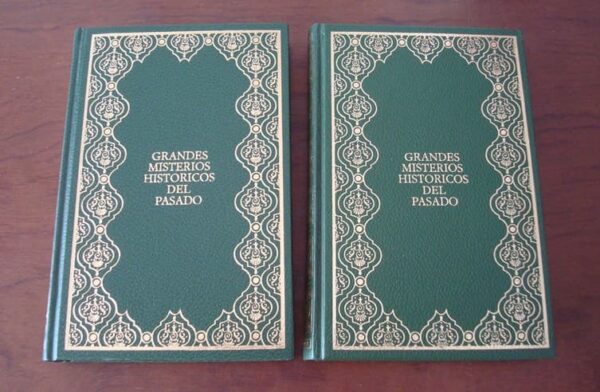 GRANDES
MISTERIOS
HISTORICOS
DEL
PASADO
GRANDES
MISTERIOS
HISTORICOS
DEL
PASADO